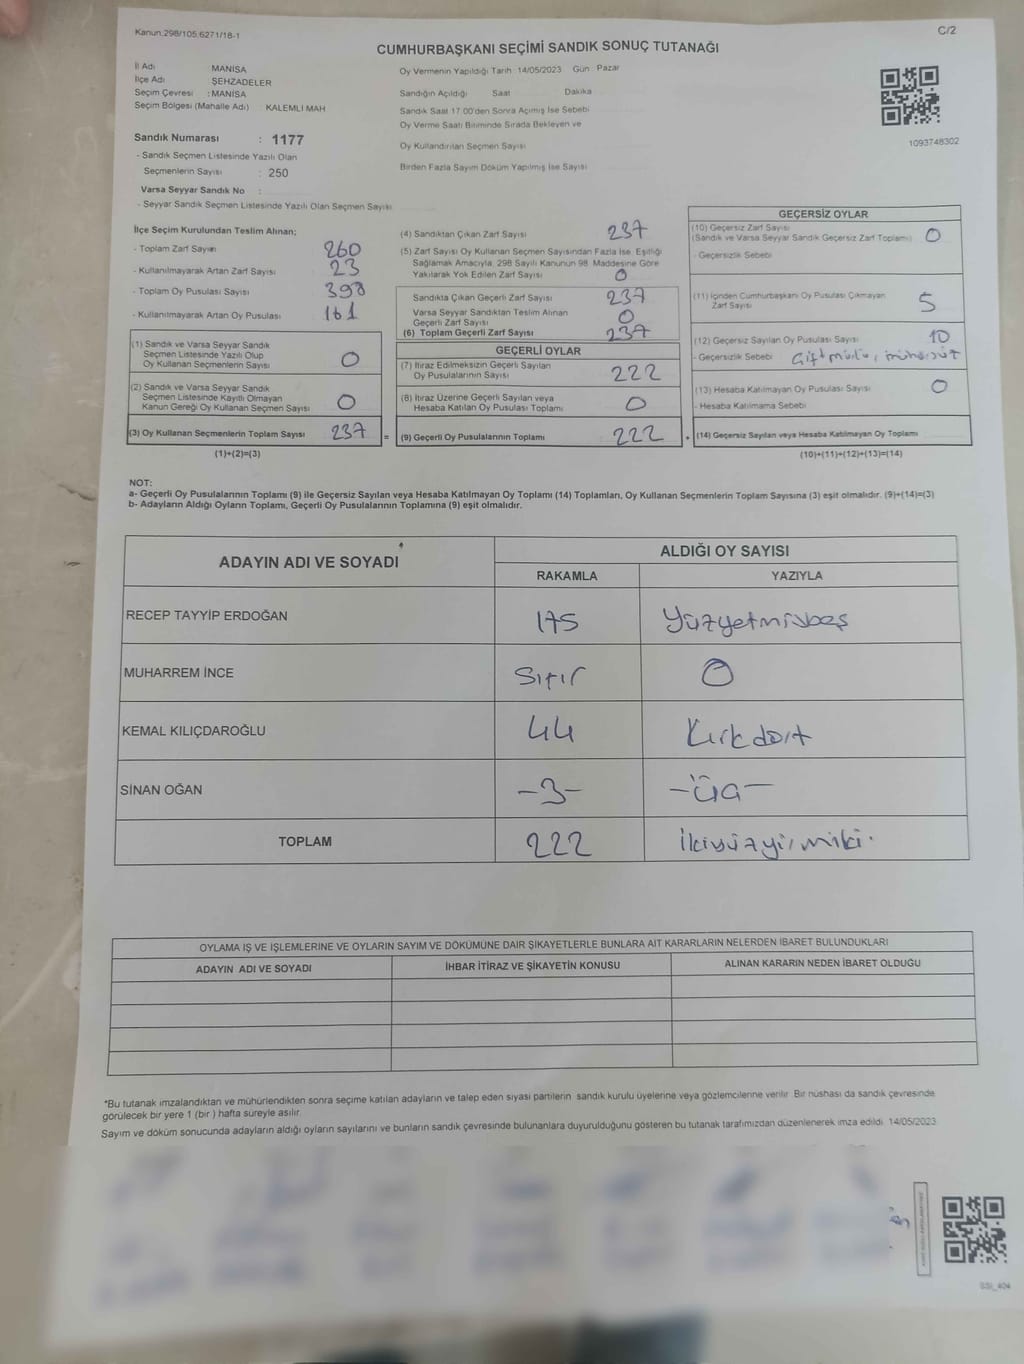 Kanun.298/105.6271/18-1
C/2
CUMHURBAŞKANI SEÇİMİ SANDIK SONUÇ TUTANAĞI
İl Adı MANİSA
İlçe Adı ŞEHZADELER
Seçim Çevresi : MANİSA
Seçim Bölgesi (Mahalle Adı) : KALEMLİ MAH
Sandık Numarası : 1177
- Sandık Seçmen Listesinde Yazılı Olan
Seçmenlerin Sayısı : 250
Varsa Seyyar Sandık No :
- Seyyar Sandık Seçmen Listesinde Yazılı Olan Seçmen Sayısı
Oy Vermenin Yapıldığı Tarih : 14/05/2023 Gün : Pazar
Sandığın Açıldığı Saat Dakika
Sandık Saat 17:00'den Sonra Açımış İse Sebebi
Oy Verme Saati Bitiminde Sırada Bekleyen ve
Oy Kullandırılan Seçmen Sayısı
Birden Fazla Sayım Döküm Yapılmış İse Sayısı
1093748302
İlçe Seçim Kurulundan Teslim Alınan;
- Toplam Zarf Sayısı 260
- Kullanılmayarak Artan Zarf Sayısı 23
- Toplam Oy Pusulası Sayısı 398
- Kullanılmayarak Artan Oy Pusulası 161
(1) Sandık ve Varsa Seyyar Sandık
Seçmen Listesinde Yazılı Olup
Oy Kullanan Seçmenlerin Sayısı 0
(2) Sandık ve Varsa Seyyar Sandık
Seçmen Listesinde Kayıtlı Olmayan
Kanun Gereği Oy Kullanan Seçmen Sayısı 0
(3) Oy Kullanan Seçmenlerin Toplam Sayısı 237 =
(1)+(2)=(3)
(4) Sandıktan Çıkan Zarf Sayısı 237
(5) Zarf Sayısı Oy Kullanan Seçmen Sayısından Fazla İse, Eşitliği
Sağlamak Amacıyla, 298 Sayılı Kanunun 98. Maddesine Göre
Yakılarak Yok Edilen Zarf Sayısı 0
Sandıkta Çıkan Geçerli Zarf Sayısı 237
Varsa Seyyar Sandıktan Teslim Alınan
Geçerli Zarf Sayısı 0
(6) Toplam Geçerli Zarf Sayısı 237
GEÇERLİ OYLAR
(7) İtiraz Edilmeksizin Geçerli Sayılan
Oy Pusulalarının Sayısı 222
(8) İtiraz Üzerine Geçerli Sayılan veya
Hesaba Katılan Oy Pusulası Toplamı 0
(9) Geçerli Oy Pusulalarının Toplamı 222 +
GEÇERSİZ OYLAR
(10) Geçersiz Zarf Sayısı
(Sandık ve Varsa Seyyar Sandık Geçersiz Zarf Toplamı) 0
- Geçersizlik Sebebi
(11) İçinden Cumhurbaşkanı Oy Pusulası Çıkmayan
Zarf Sayısı 5
(12) Geçersiz Sayılan Oy Pusulası Sayısı 10
- Geçersizlik Sebebi
(13) Hesaba Katılmayan Oy Pusulası Sayısı 0
- Hesaba Katılmama Sebebi
(14) Geçersiz Sayılan veya Hesaba Katılmayan Oy Toplamı
(10)+(11)+(12)+(13)=(14)
NOT:
a- Geçerli Oy Pusulalarının Toplamı (9) ile Geçersiz Sayılan veya Hesaba Katılmayan Oy Toplamı (14) Toplamları, Oy Kullanan Seçmenlerin Toplam Sayısına (3) eşit olmalıdır. (9)+(14)=(3)
b- Adayların Aldığı Oyların Toplamı, Geçerli Oy Pusulalarının Toplamına (9) eşit olmalıdır.
ADAYIN ADI VE SOYADI
ALDIĞI OY SAYISI
RAKAMLA YAZIYLA
RECEP TAYYİP ERDOĞAN 175 Yüzyetmişbeş
MUHARREM İNCE Sıfır 0
KEMAL KILIÇDAROĞLU 44 Kırkdört
SİNAN OĞAN -3- -üç-
TOPLAM 222 İkiyüzyirmiki.
OYLAMA İŞ VE İŞLEMLERİNE VE OYLARIN SAYIM VE DÖKÜMÜNE DAİR ŞİKAYETLERLE BUNLARA AİT KARARLARIN NELERDEN İBARET BULUNDUKLARI
ADAYIN ADI VE SOYADI İHBAR İTİRAZ VE ŞİKAYETİN KONUSU ALINAN KARARIN NEDEN İBARET OLDUĞU
*Bu tutanak imzalandıktan ve mühürlendikten sonra seçime katılan adayların ve talep eden siyasi partilerin sandık kurulu üyelerine veya gözlemcilerine verilir. Bir nüshası da sandık çevresinde
görülecek bir yere 1 (bir ) hafta süreyle asılır.
Sayım ve döküm sonucunda adayların aldığı oyların sayılarını ve bunların sandık çevresinde bulunanlara duyurulduğunu gösteren bu tutanak tarafımızdan düzenlenerek imza edildi. 14/05/2023
SSI_404